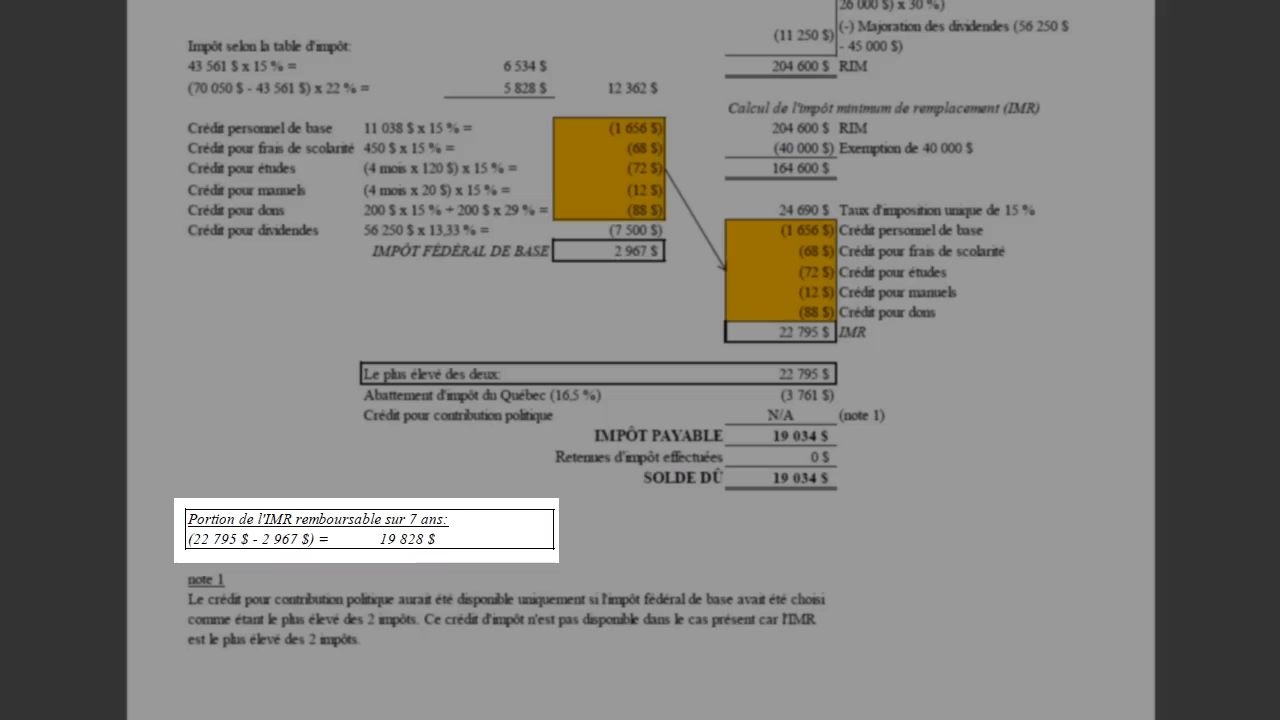 26 000 $) x 30 %)
(11 250 $) (-) Majoration des dividendes (56 250 $
- 45 000 $)
Impôt selon la table d'impôt:
43 561 $ x 15 % = 6 534 $ 204 600 $ RIM
(70 050 $ - 43 561 $) x 22 % = 5 828 $ 12 362 $
Calcul de l'impôt minimum de remplacement (IMR)
Crédit personnel de base 11 038 $ x 15 % = (1 656 $) 204 600 $ RIM
Crédit pour frais de scolarité 450 $ x 15 % = (68 $) (40 000 $) Exemption de 40 000 $
Crédit pour études (4 mois x 120 $) x 15 % = (72 $) 164 600 $
Crédit pour manuels (4 mois x 20 $) x 15 % = (12 $)
Crédit pour dons 200 $ x 15 % + 200 $ x 29 % = (88 $) 24 690 $ Taux d'imposition unique de 15 %
Crédit pour dividendes 56 250 $ x 13,33 % = (7 500 $) (1 656 $) Crédit personnel de base
IMPÔT FÉDÉRAL DE BASE 2 967 $ (68 $) Crédit pour frais de scolarité
(72 $) Crédit pour études
(12 $) Crédit pour manuels
(88 $) Crédit pour dons
22 795 $ IMR
Le plus élevé des deux: 22 795 $
Abattement d'impôt du Québec (16,5 %) (3 761 $)
Crédit pour contribution politique N/A (note 1)
IMPÔT PAYABLE 19 034 $
Retenues d'impôt effectuées 0 $
SOLDE DÛ 19 034 $
Portion de l'IMR remboursable sur 7 ans:
(22 795 $ - 2 967 $) = 19 828 $
note 1
Le crédit pour contribution politique aurait été disponible uniquement si l'impôt fédéral de base avait été choisi
comme étant le plus élevé des 2 impôts. Ce crédit d'impôt n'est pas disponible dans le cas présent car l'IMR
est le plus élevé des 2 impôts.